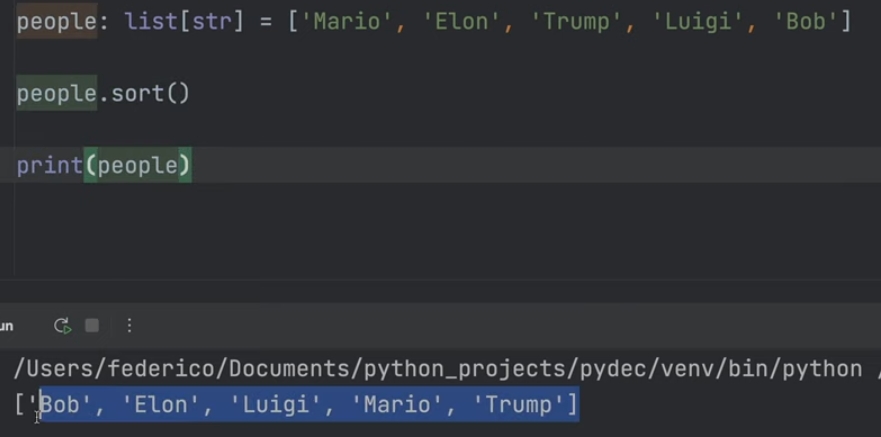 people: list[str] = ['Mario', 'Elon', 'Trump', 'Luigi', 'Bob']
people.sort()
print(people)
un
/Users/federico/Documents/python_projects/pydec/venv/bin/python /
['Bob', 'Elon', 'Luigi', 'Mario', 'Trump']